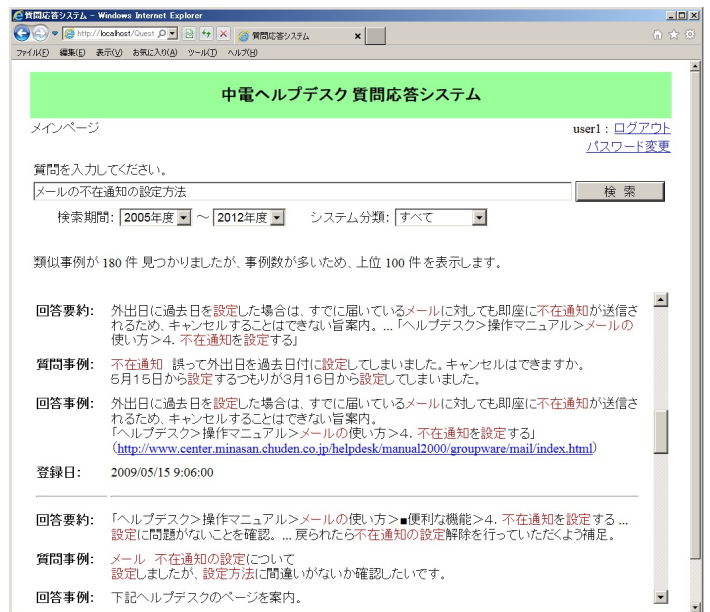 質問応答システム - Windows Internet Explorer
http://localhost/Quest
質問応答システム
ファイル(F) 編集(E) 表示(V) お気に入り(A) ツール(T) ヘルプ(H)
中電ヘルプデスク 質問応答システム
メインページ
user1 : ログアウト
パスワード変更
質問を入力してください。
メールの不在通知の設定方法
検索
検索期間: 2005年度 ～ 2012年度 システム分類: すべて
類似事例が 180 件 見つかりましたが、事例数が多いため、上位 100 件 を表示します。
回答要約: 外出日に過去日を設定した場合は、すでに届いているメールに対しても即座に不在通知が送信さ
れるため、キャンセルすることはできない旨案内。 ... 「ヘルプデスク>操作マニュアル>メールの
使い方>4. 不在通知を設定する」
質問事例: 不在通知 誤って外出日を過去日付に設定してしまいました。キャンセルはできますか。
5月15日から設定するつもりが3月16日から設定してしまいました。
回答事例: 外出日に過去日を設定した場合は、すでに届いているメールに対しても即座に不在通知が送信さ
れるため、キャンセルすることはできない旨案内。
「ヘルプデスク>操作マニュアル>メールの使い方>4. 不在通知を設定する」
(http://www.center.minasan.chuden.co.jp/helpdesk/manual2000/groupware/mail/index.html)
登録日: 2009/05/15 9:06:00
回答要約: 「ヘルプデスク>操作マニュアル>メールの使い方>■便利な機能>4. 不在通知を設定する ...
設定に問題がないことを確認。 ... 戻られたら不在通知の設定解除を行っていただくよう補足。
質問事例: メール 不在通知の設定について
設定しましたが、設定方法に間違いがないか確認したいです。
回答事例: 下記ヘルプデスクのページを案内。